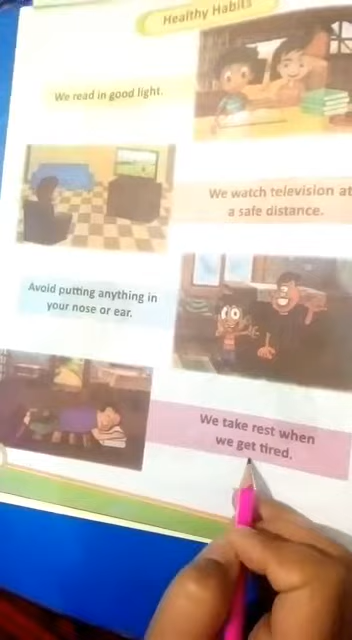 Healthy Habits
We read in good light.
We watch television at
a safe distance.
Avoid putting anything in
your nose or ear.
We take rest when
we get tired.